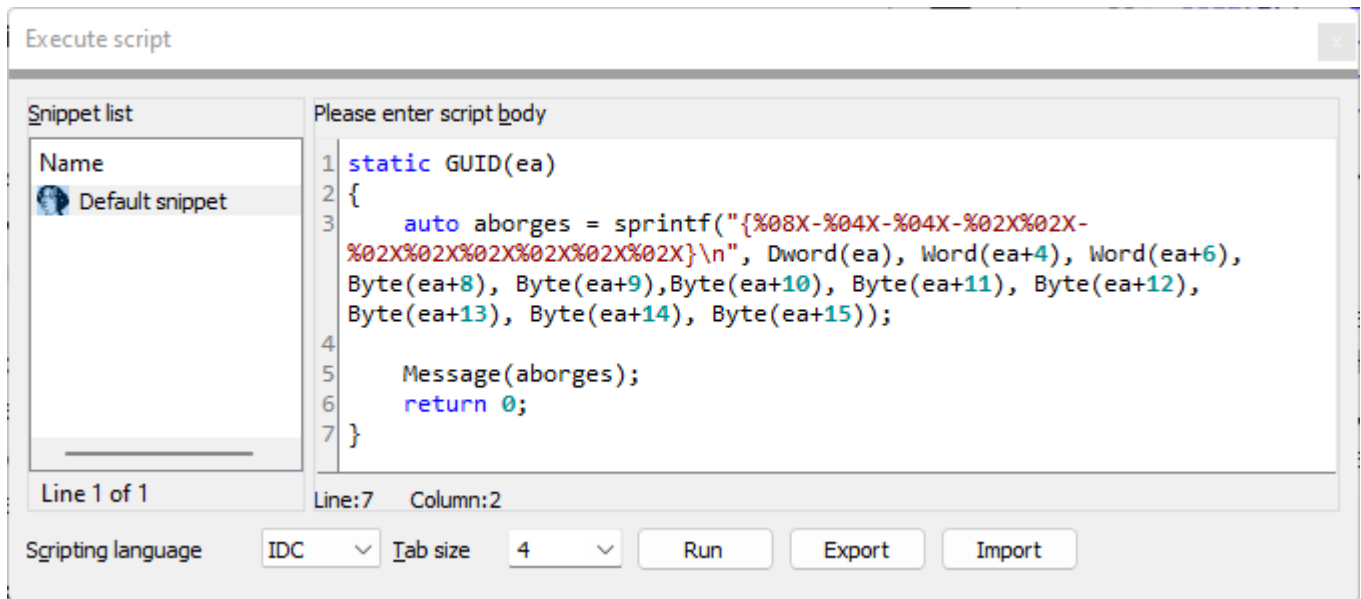 Execute script
x
Snippet list
Please enter script body
Name
Default snippet
1 static GUID(ea)
2 {
3     auto aborges = sprintf("{%08X-%04X-%04X-%02X%02X-
%02X%02X%02X%02X%02X%02X}\n", Dword(ea), Word(ea+4), Word(ea+6),
Byte(ea+8), Byte(ea+9),Byte(ea+10), Byte(ea+11), Byte(ea+12),
Byte(ea+13), Byte(ea+14), Byte(ea+15));
4
5     Message(aborges);
6     return 0;
7 }
Line 1 of 1
Line:7 Column:2
Scripting language IDC Tab size 4 Run Export Import